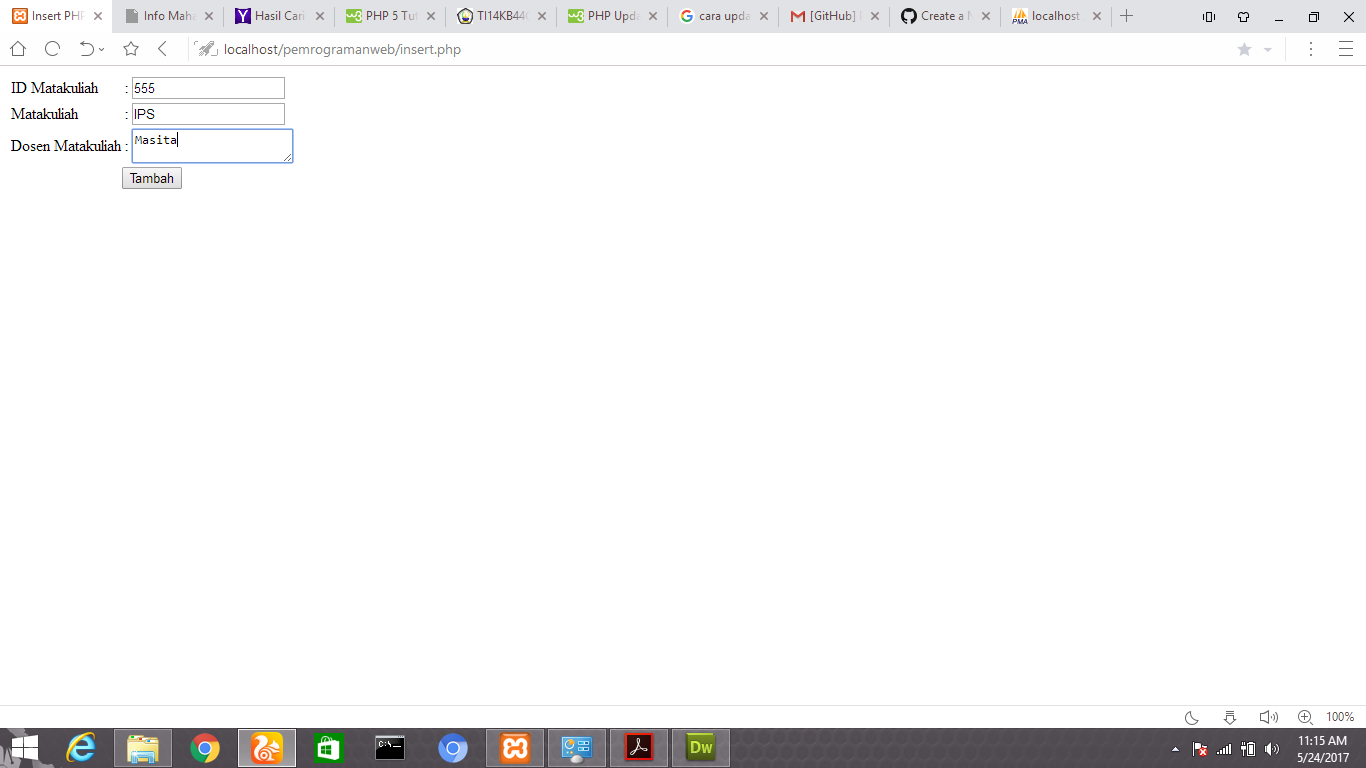 Insert PHP
Info Maha
Hasil Cari
PHP 5 Tut
TI14KB44
PHP Upda
cara upda
[GitHub]
Create a
localhost
localhost/pemrogramanweb/insert.php
ID Matakuliah : 555
Matakuliah : IPS
Dosen Matakuliah : Masita
Tambah
100%
11:15 AM
5/24/2017